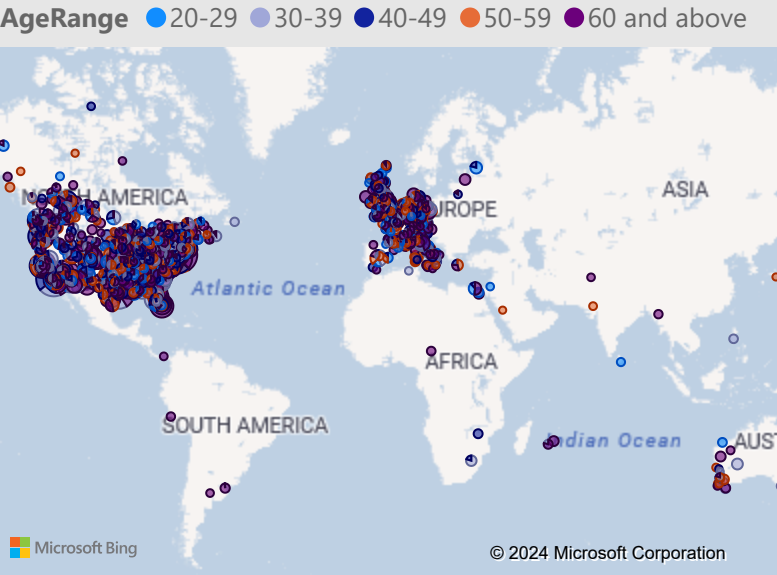 AgeRange 20-29 30-39 40-49 50-59 60 and above
ASIA
AMERICA
Atlantic Ocean
AFRICA
SOUTH AMERICA
Indian Ocean
Microsoft Bing
© 2024 Microsoft Corporation